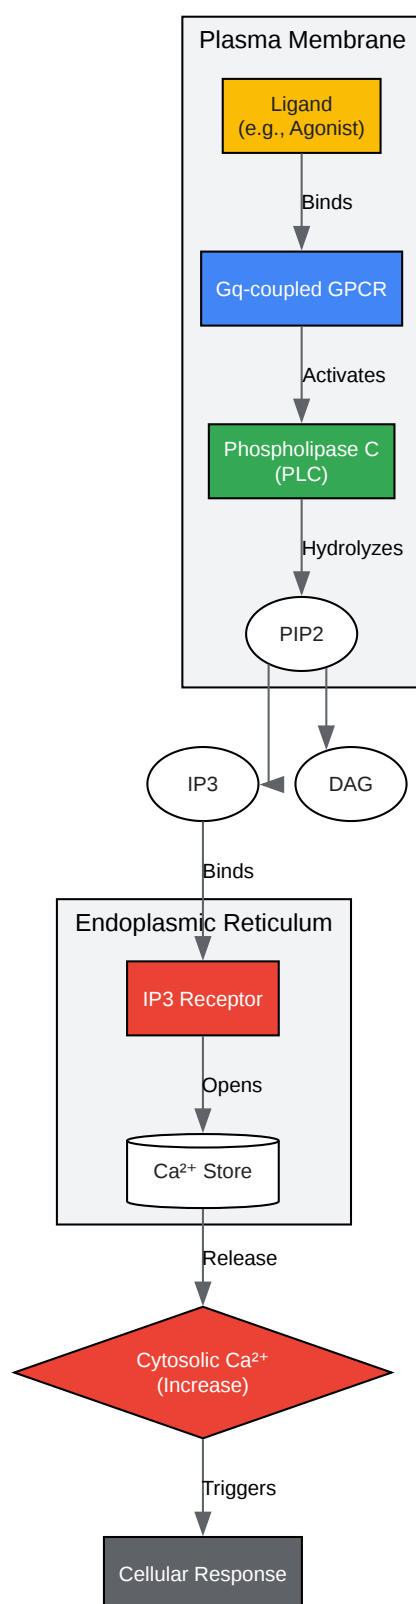 Plasma Membrane
Ligand
(e.g., Agonist)
Binds
Gq-coupled GPCR
Activates
Phospholipase C
(PLC)
Hydrolyzes
PIP2
IP3
DAG
Binds
Endoplasmic Reticulum
IP3 Receptor
Opens
Ca²⁺ Store
Release
Cytosolic Ca²⁺
(Increase)
Triggers
Cellular Response